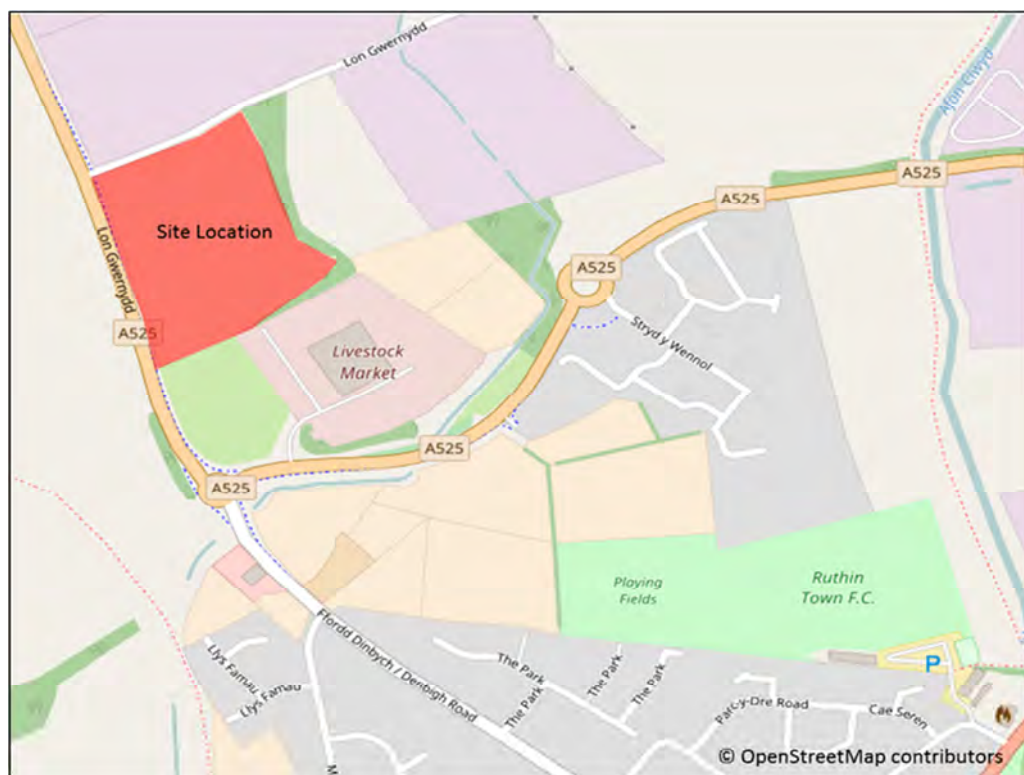 Lon Gwernydd
Afon Clwyd
A525
A525
Site Location
Lon Gwernydd
A525
A525
Stryd y Wennol
Livestock
Market
A525
A525
Playing
Fields
Ruthin
Town F.C.
Ffordd Dinbych / Denbigh Road
Llys Famau
Llys Famau
The Park
The Park
The Park
The Park
P
Parc-y-Dre Road
Cae Seren
M
© OpenStreetMap contributors